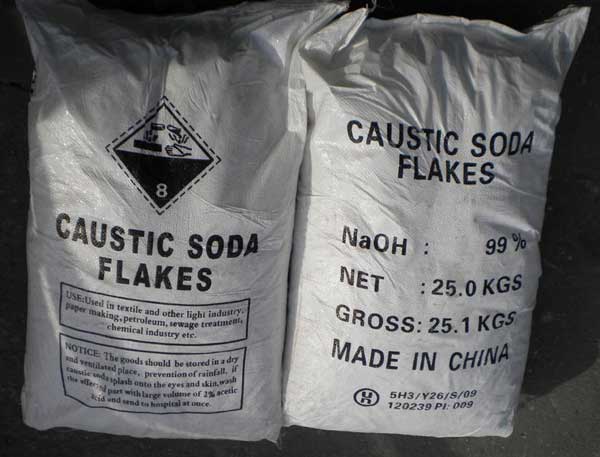 8
CAUSTIC SODA
FLAKES
USE:Used in textile and other light industry,
paper making, petroleum, sewage treatment,
chemical industry etc.
NOTICE: The goods should be stored in a dry
and ventilated place, prevention of rainfall, if
caustic soda splash onto the eyes and skin, wash
the part with large volume of 2% acetic
acid and send to hospital at once.
CAUSTIC SODA
FLAKES
NaOH : 99%
NET : 25.0 KGS
GROSS: 25.1 KGS
MADE IN CHINA
UN 5H3/Y26/S/09
120239 PI: 009